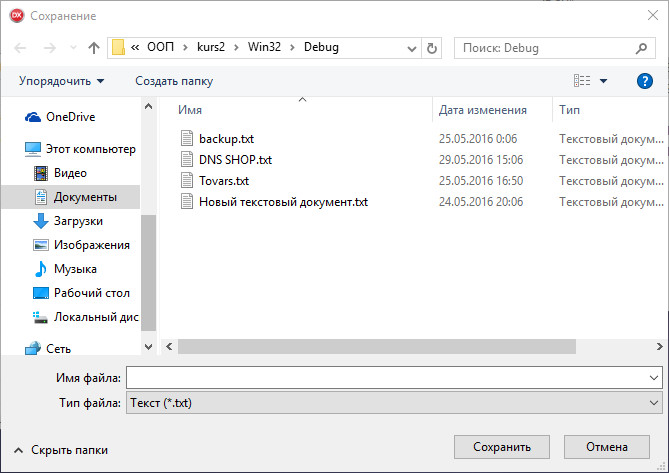 DX Сохранение
« ООП > kurs2 > Win32 > Debug
Поиск: Debug
Упорядочить
Создать папку
?
OneDrive
Этот компьютер
Видео
Документы
Загрузки
Изображения
Музыка
Рабочий стол
Локальный дис
Сеть
Имя Дата изменения Тип
backup.txt 25.05.2016 0:06 Текстовый докум...
DNS SHOP.txt 29.05.2016 15:06 Текстовый докум...
Tovars.txt 25.05.2016 16:50 Текстовый докум...
Новый текстовый документ.txt 24.05.2016 20:06 Текстовый докум...
Имя файла:
Тип файла: Текст (*.txt)
Скрыть папки
Сохранить
Отмена